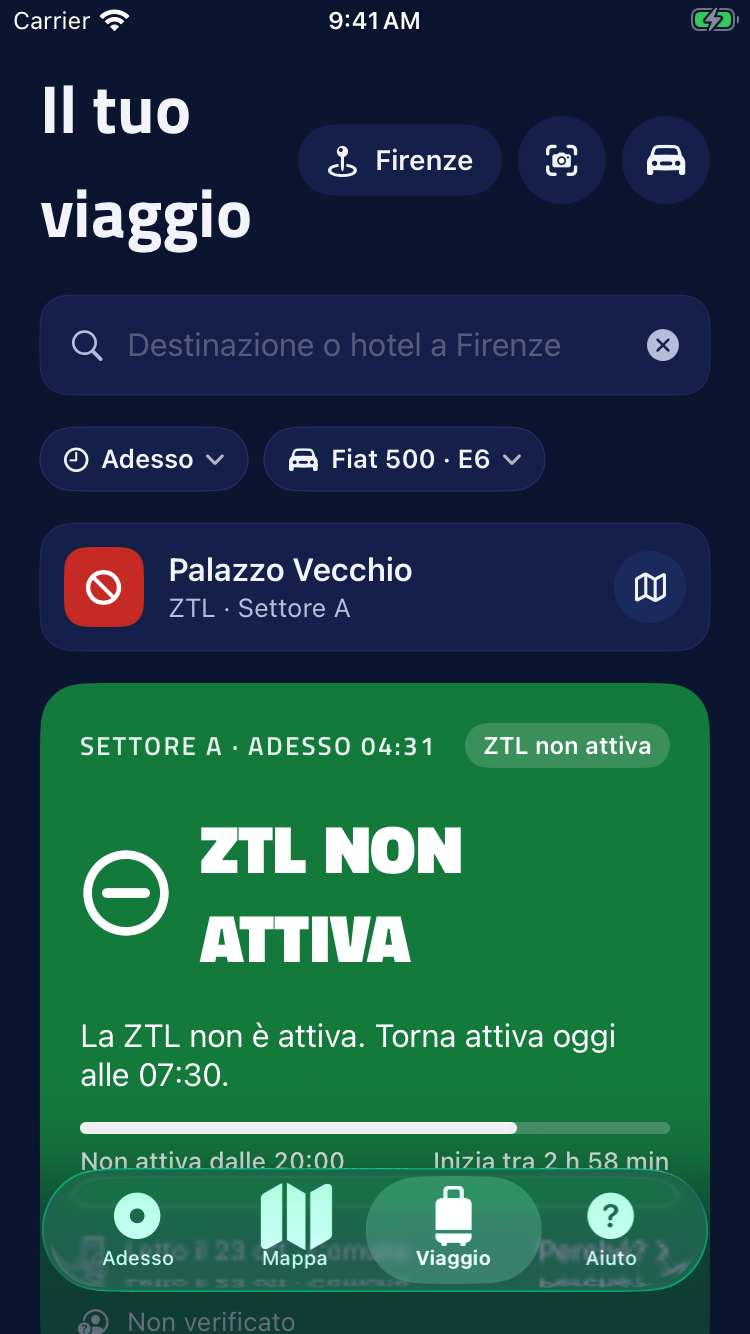 Carrier
9:41 AM
Il tuo
viaggio
Firenze
Destinazione o hotel a Firenze
Adesso
Fiat 500 · E6
Palazzo Vecchio
ZTL · Settore A
SETTORE A · ADESSO 04:31
ZTL non attiva
ZTL NON
ATTIVA
La ZTL non è attiva. Torna attiva oggi
alle 07:30.
Non attiva dalle 20:00
Inizia tra 2 h 58 min
Perché?
Adesso
Mappa
Viaggio
Aiuto
Non verificato